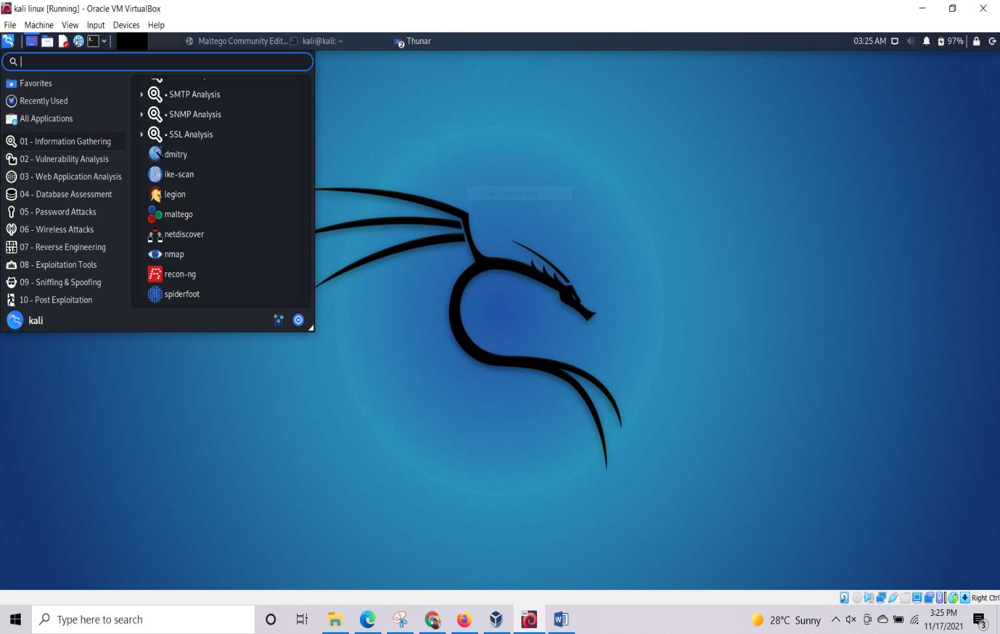 kali linux [Running] - Oracle VM VirtualBox
File Machine View Input Devices Help
Maltego Community Edit... kali@kali: ~ 2 Thunar 03:25 AM 97%
Favorites
Recently Used
All Applications
01 - Information Gathering
02 - Vulnerability Analysis
03 - Web Application Analysis
04 - Database Assessment
05 - Password Attacks
06 - Wireless Attacks
07 - Reverse Engineering
08 - Exploitation Tools
09 - Sniffing & Spoofing
10 - Post Exploitation
• SMTP Analysis
• SNMP Analysis
• SSL Analysis
dmitry
ike-scan
legion
maltego
netdiscover
nmap
recon-ng
spiderfoot
kali
Full-screen Snip
Right Ctrl
Type here to search
28°C Sunny
3:25 PM
11/17/2021
3